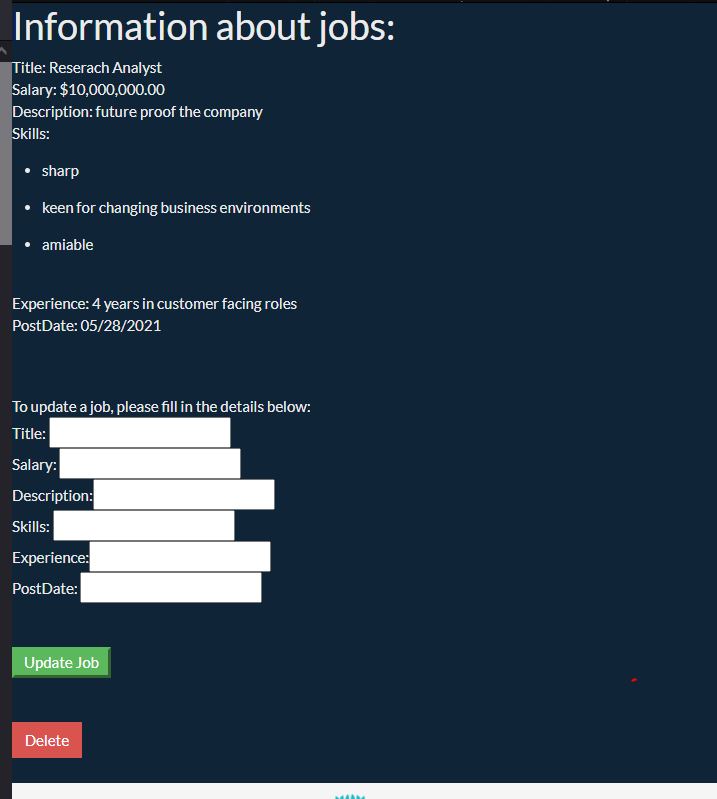 Information about jobs:
Title: Reserach Analyst
Salary: $10,000,000.00
Description: future proof the company
Skills:
• sharp
• keen for changing business environments
• amiable
Experience: 4 years in customer facing roles
PostDate: 05/28/2021
To update a job, please fill in the details below:
Title:
Salary:
Description:
Skills:
Experience:
PostDate:
Update Job
Delete